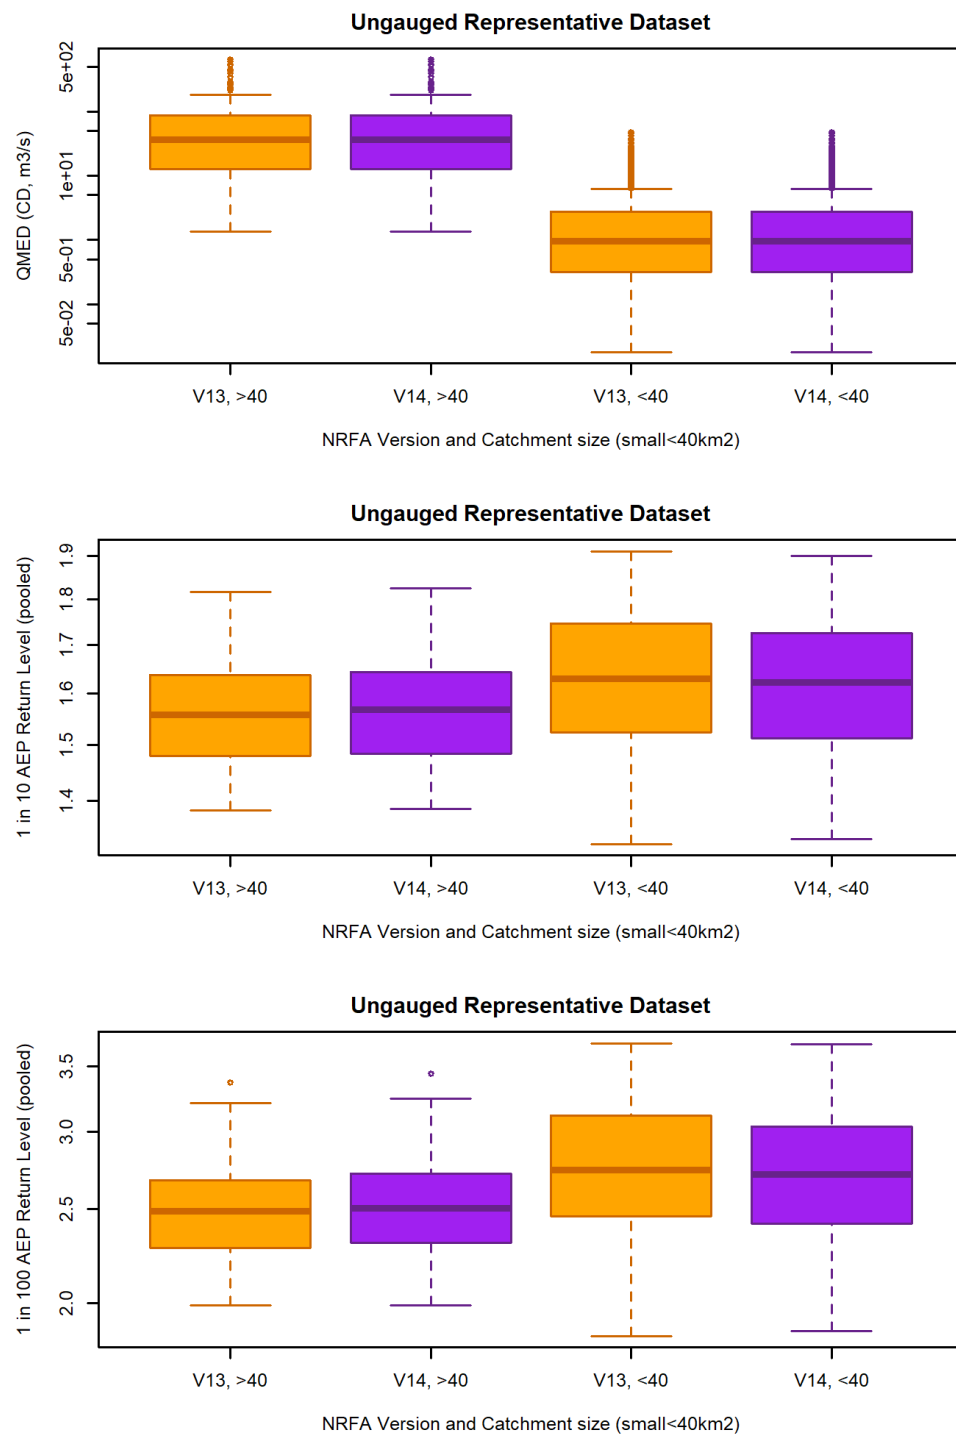 Ungauged Representative Dataset
QMED (CD, m3/s)
5e+02
1e+01
5e-01
5e-02
V13, >40
V14, >40
V13, <40
V14, <40
NRFA Version and Catchment size (small<40km2)
Ungauged Representative Dataset
1 in 10 AEP Return Level (pooled)
1.9
1.8
1.7
1.6
1.5
1.4
V13, >40
V14, >40
V13, <40
V14, <40
NRFA Version and Catchment size (small<40km2)
Ungauged Representative Dataset
1 in 100 AEP Return Level (pooled)
3.5
3.0
2.5
2.0
V13, >40
V14, >40
V13, <40
V14, <40
NRFA Version and Catchment size (small<40km2)